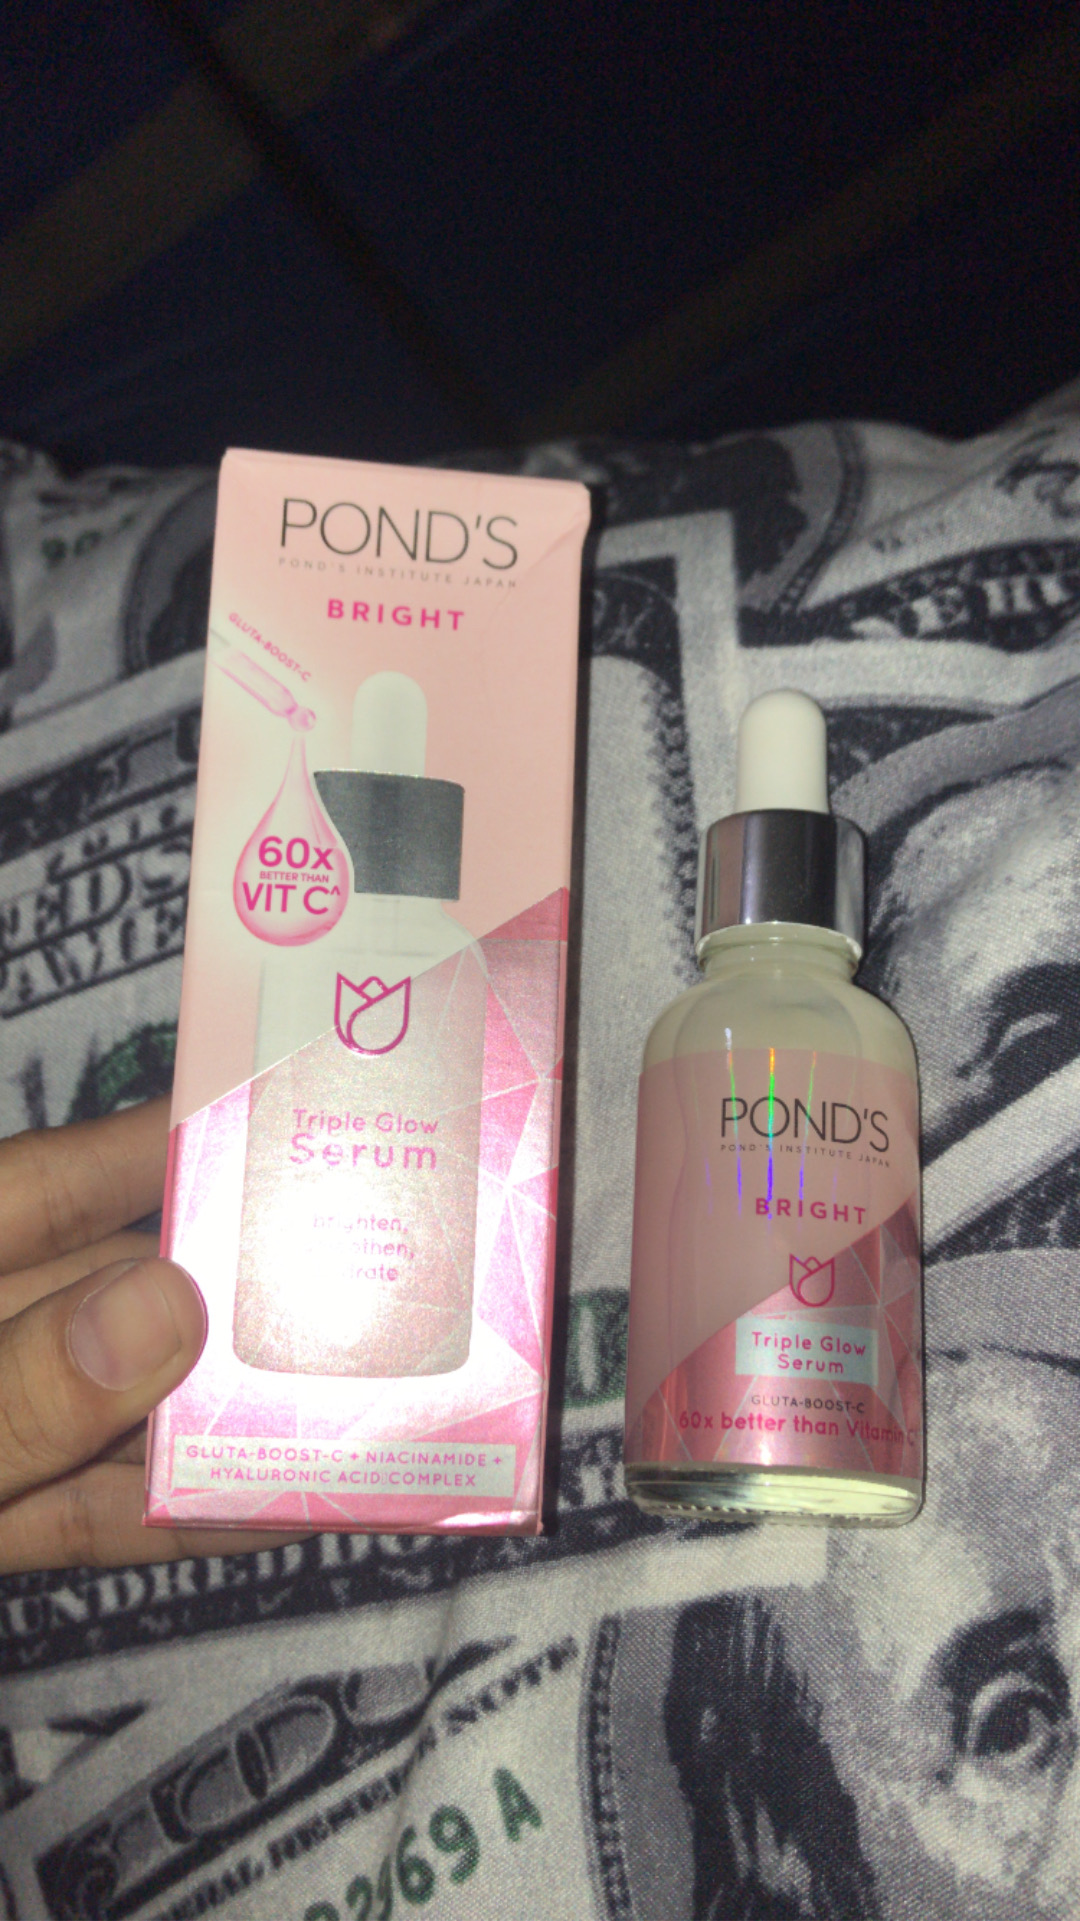 POND'S
POND'S INSTITUTE JAPAN
BRIGHT
GLUTA-BOOST-C
60x
BETTER THAN
VIT C^
Triple Glow
Serum
GLUTA-BOOST-C + NIACINAMIDE +
HYALURONIC ACID COMPLEX
POND'S
POND'S INSTITUTE JAPAN
BRIGHT
Triple Glow
Serum
GLUTA-BOOST-C
60x better than Vitamin C